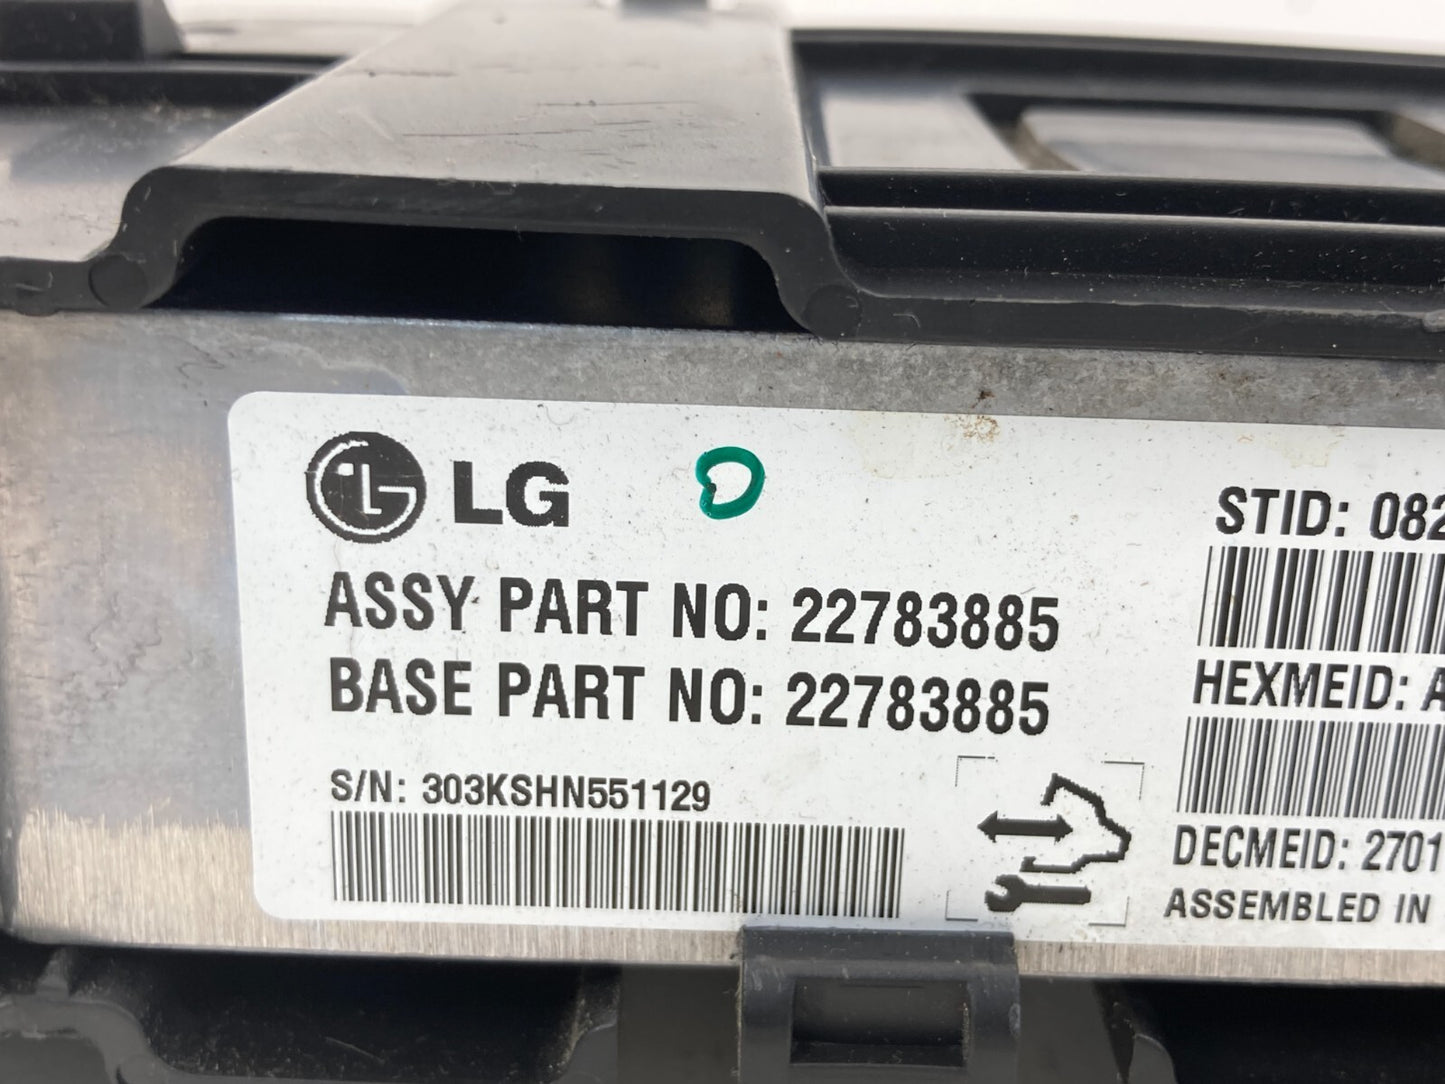 LG
ASSY PART NO: 22783885
BASE PART NO: 22783885
S/N: 303KSHN551129
STID: 082
HEXMEID: A
DECMEID: 2701
ASSEMBLED IN